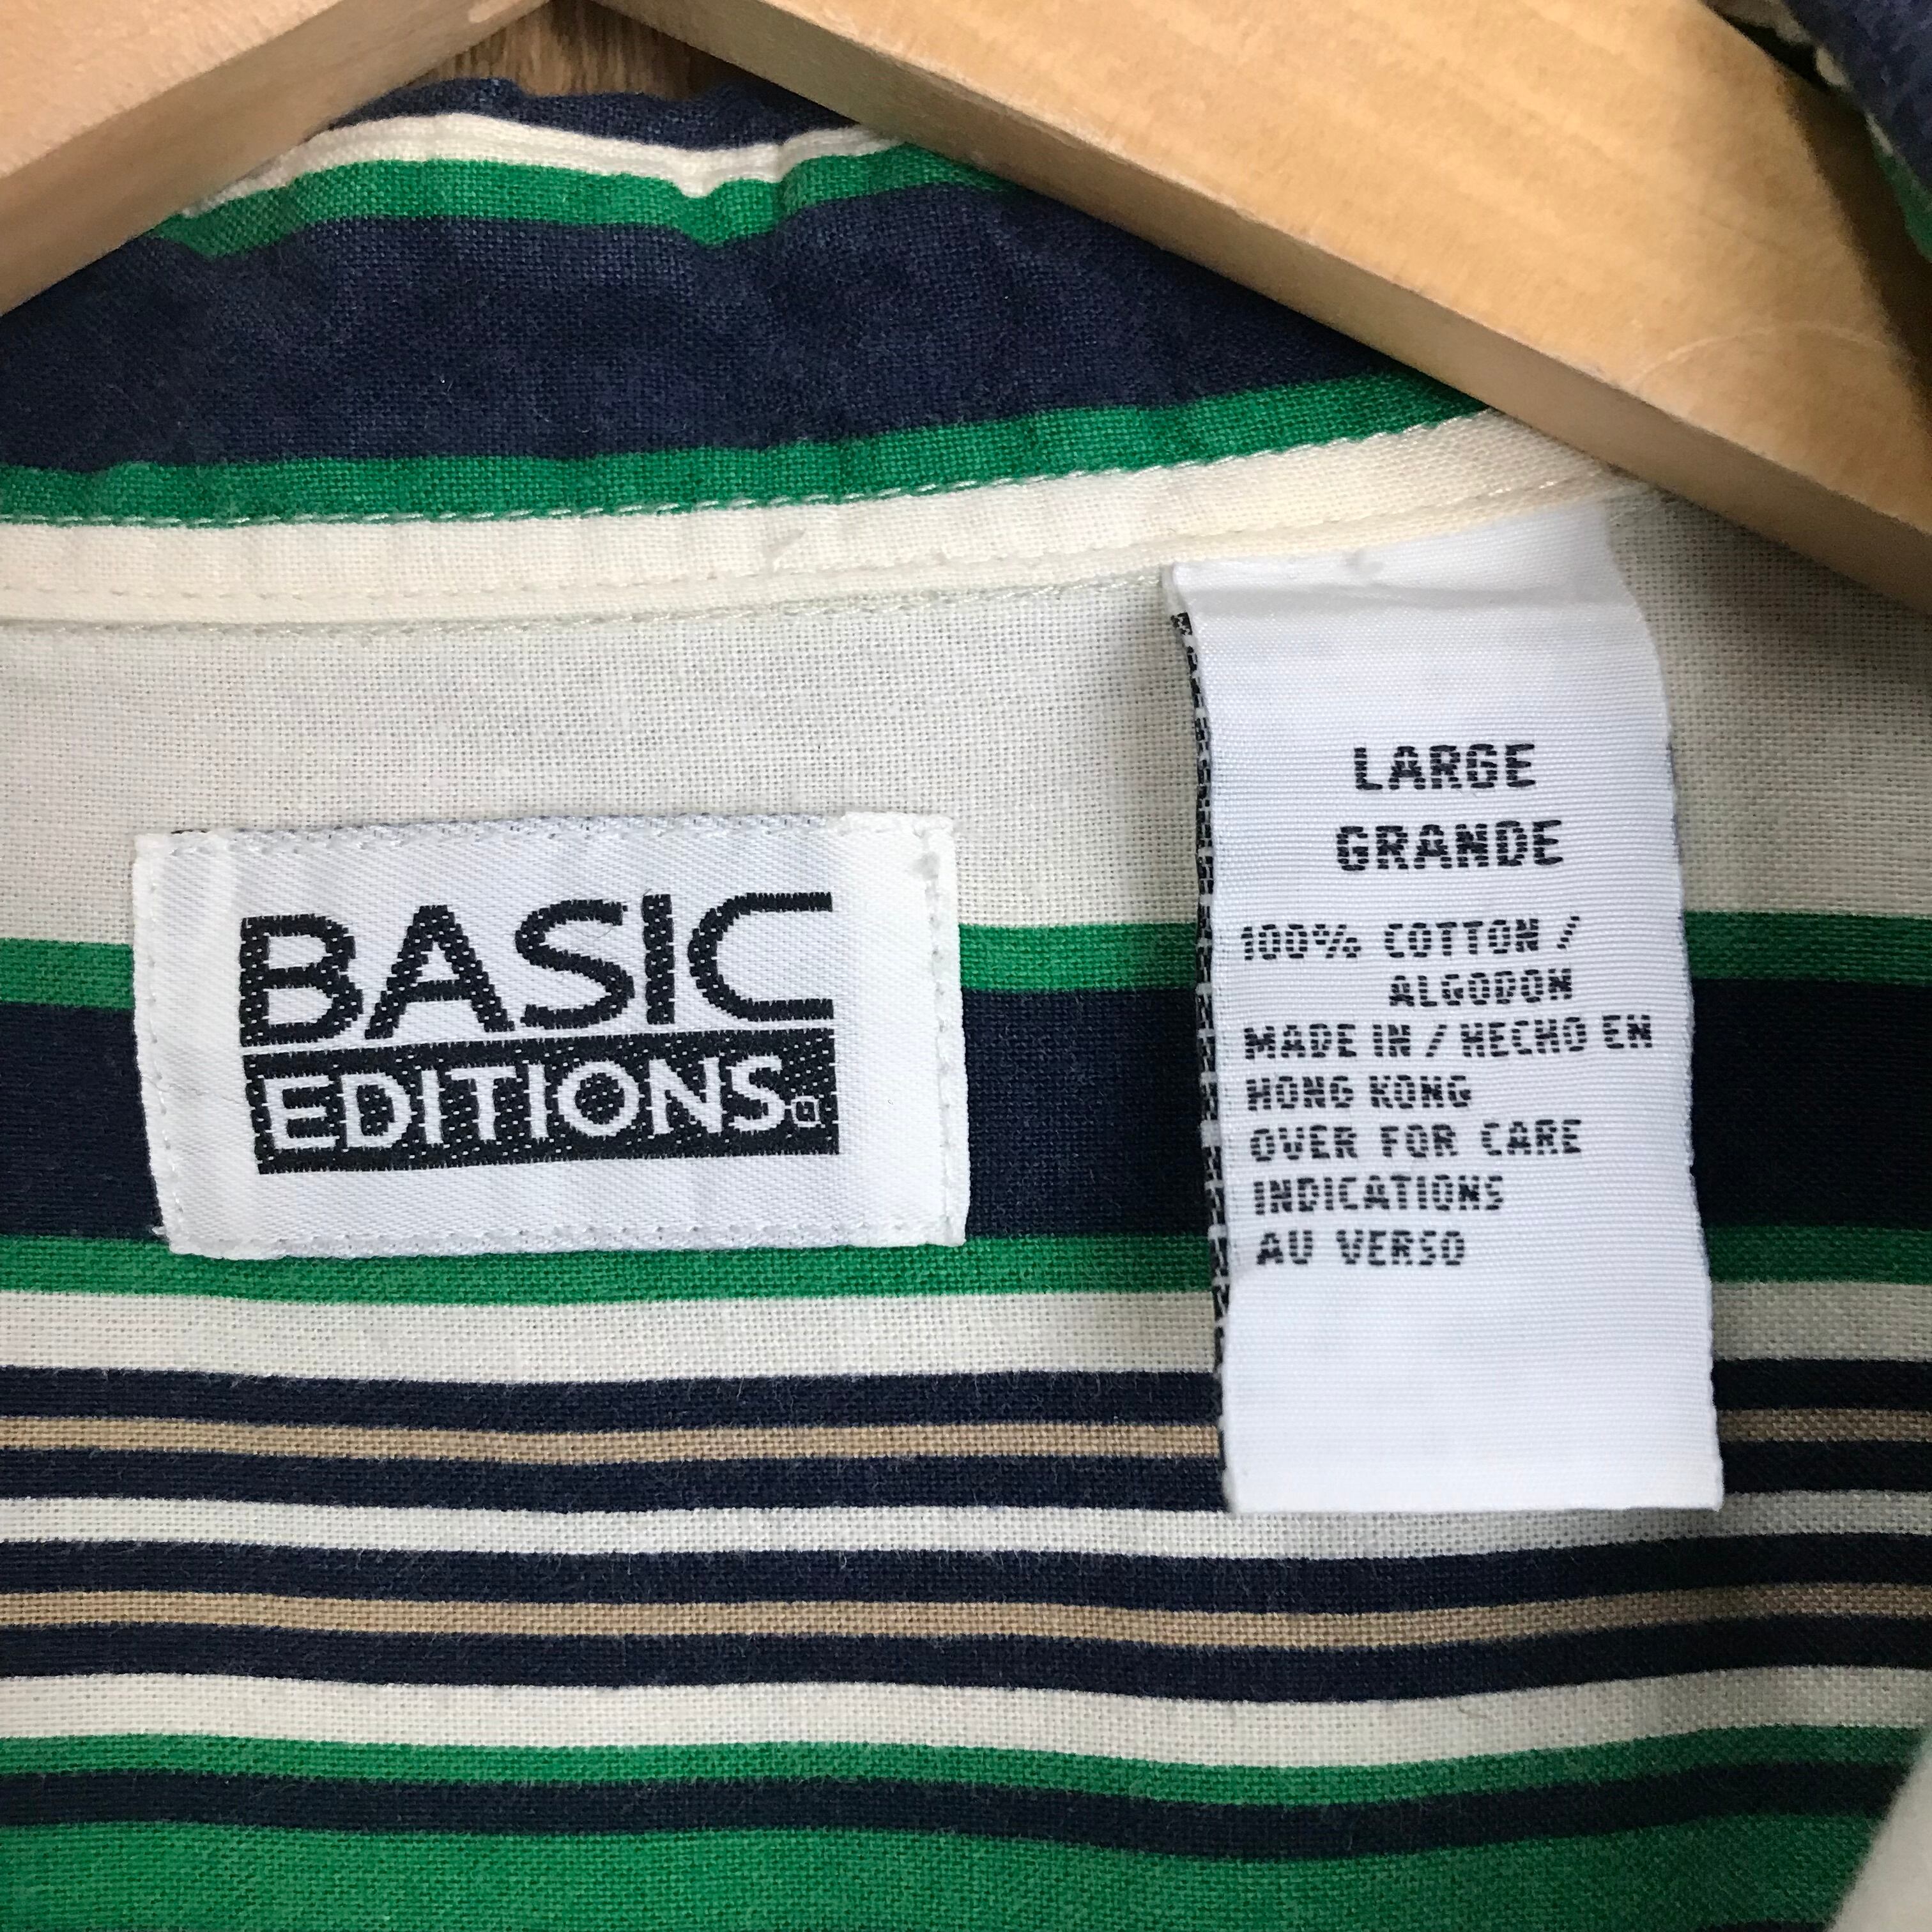 BASIC
EDITIONS
LARGE
GRANDE
100% COTTON /
ALGODON
MADE IN / HECHO EN
HONG KONG
OVER FOR CARE
INDICATIONS
AU VERSO